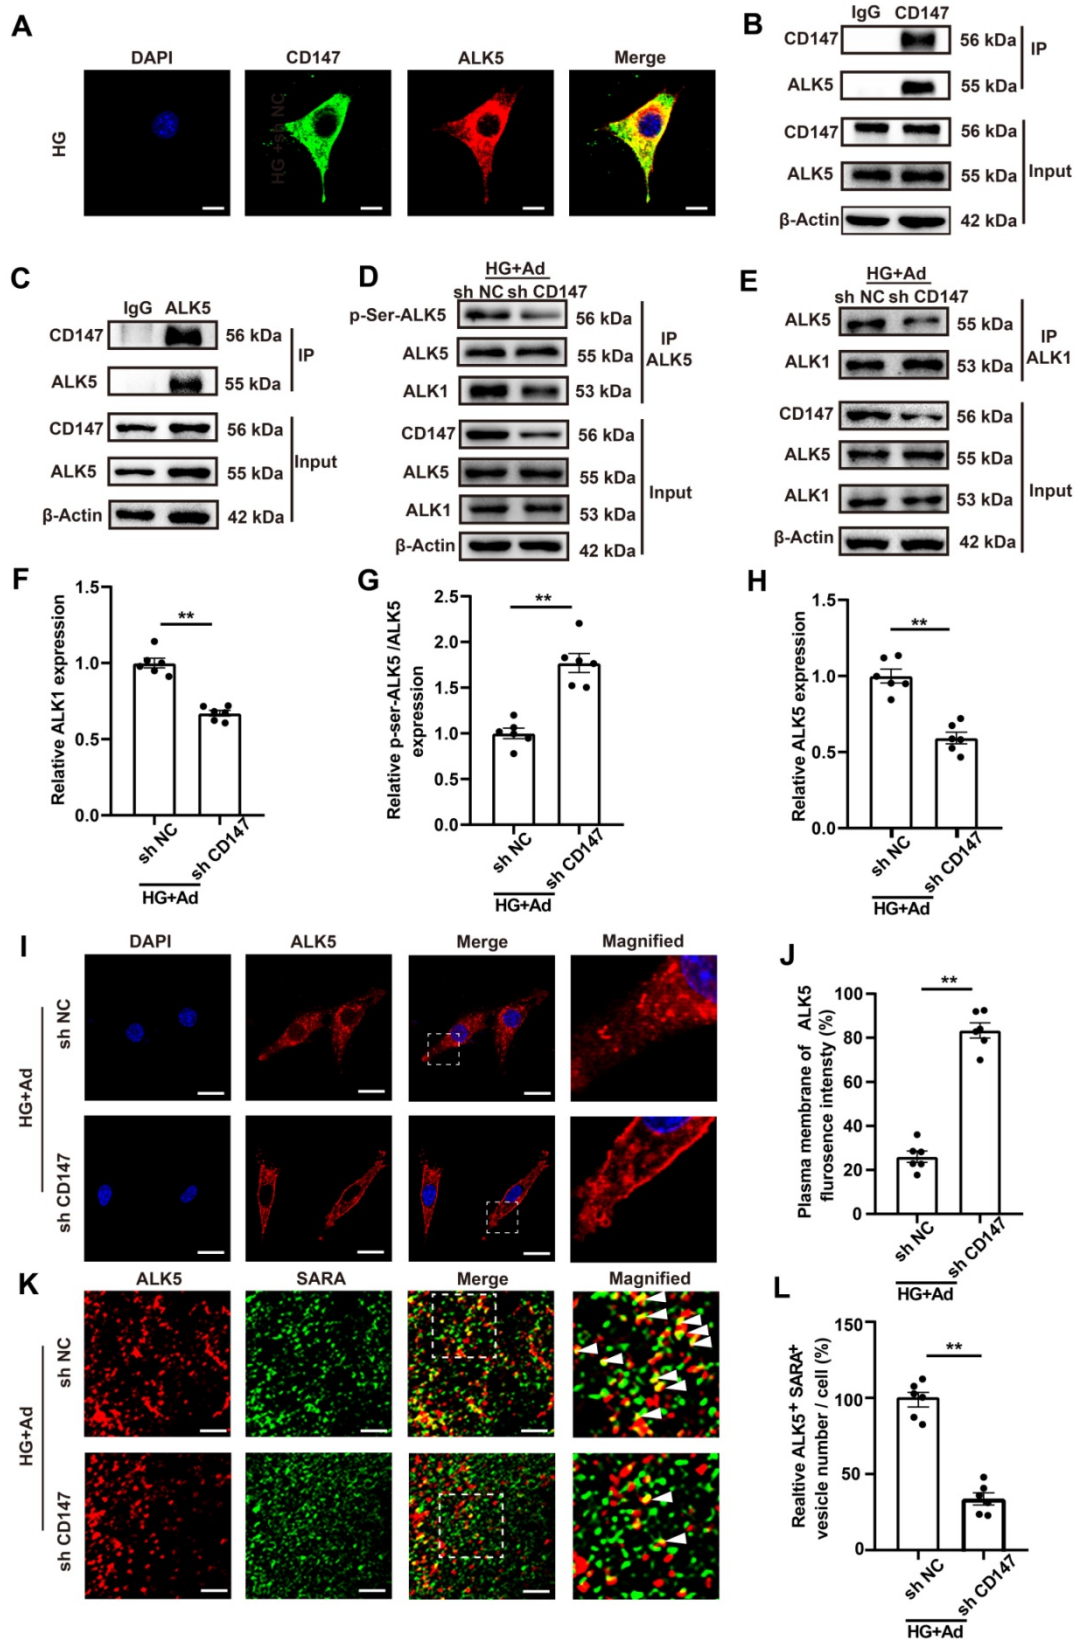 A
DAPI CD147 ALK5 Merge
HG
HG +sh NC
B
IgG CD147
CD147 56 kDa
ALK5 55 kDa
IP
CD147 56 kDa
ALK5 55 kDa
β-Actin 42 kDa
Input
C
IgG ALK5
CD147 56 kDa
ALK5 55 kDa
IP
CD147 56 kDa
ALK5 55 kDa
β-Actin 42 kDa
Input
D
HG+Ad
sh NC sh CD147
p-Ser-ALK5 56 kDa
ALK5 55 kDa
ALK1 53 kDa
IP
ALK5
CD147 56 kDa
ALK5 55 kDa
ALK1 53 kDa
β-Actin 42 kDa
Input
E
HG+Ad
sh NC sh CD147
ALK5 55 kDa
ALK1 53 kDa
IP
ALK1
CD147 56 kDa
ALK5 55 kDa
ALK1 53 kDa
β-Actin 42 kDa
Input
F
Relative ALK1 expression
1.5
1.0
0.5
0.0
**
sh NC
sh CD147
HG+Ad
G
Relative p-ser-ALK5 /ALK5
expression
2.5
2.0
1.5
1.0
0.5
0.0
**
sh NC
sh CD147
HG+Ad
H
Relative ALK5 expression
1.5
1.0
0.5
0.0
**
sh NC
sh CD147
HG+Ad
I
DAPI ALK5 Merge Magnified
HG+Ad
sh NC
sh CD147
J
Plasma membrane of ALK5
flurosence intensty (%)
100
80
60
40
20
0
**
sh NC
sh CD147
HG+Ad
K
ALK5 SARA Merge Magnified
HG+Ad
sh NC
sh CD147
L
Realtive ALK5+ SARA+
vesicle number / cell (%)
150
100
50
0
**
sh NC
sh CD147
HG+Ad